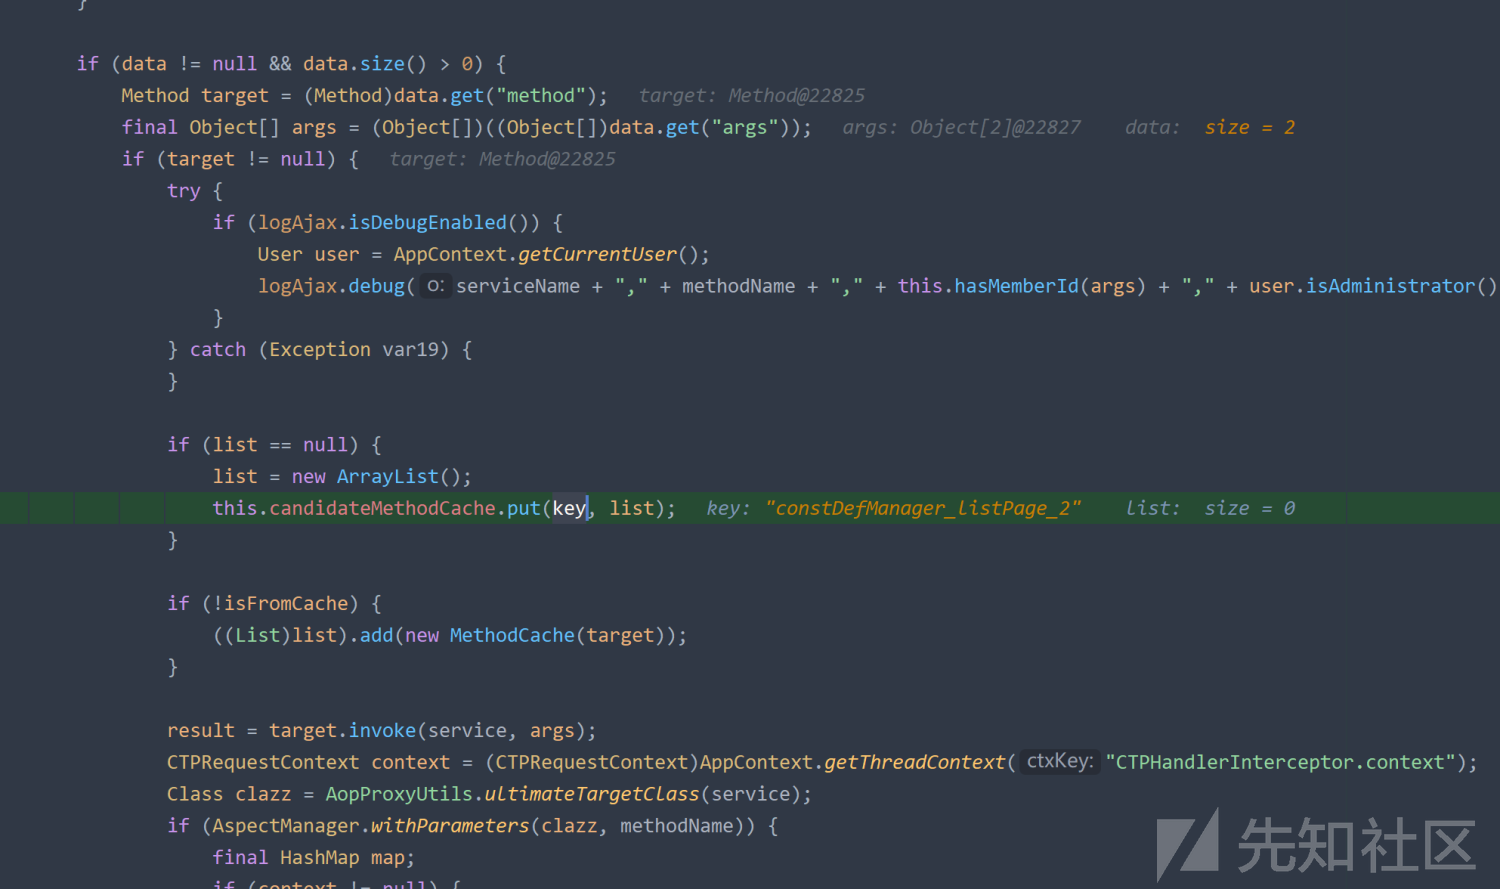 }
if (data != null && data.size() > 0) {
Method target = (Method)data.get("method"); target: Method@22825
final Object[] args = (Object[])((Object[])data.get("args")); args: Object[2]@22827 data: size = 2
if (target != null) { target: Method@22825
try {
if (logAjax.isDebugEnabled()) {
User user = AppContext.getCurrentUser();
logAjax.debug( o: serviceName + "," + methodName + "," + this.hasMemberId(args) + "," + user.isAdministrator()
}
} catch (Exception var19) {
}
if (list == null) {
list = new ArrayList();
this.candidateMethodCache.put(key, list); key: "constDefManager_listPage_2" list: size = 0
}
if (!isFromCache) {
((List)list).add(new MethodCache(target));
}
result = target.invoke(service, args);
CTPRequestContext context = (CTPRequestContext)AppContext.getThreadContext( ctxKey: "CTPHandlerInterceptor.context");
Class clazz = AopProxyUtils.ultimateTargetClass(service);
if (AspectManager.withParameters(clazz, methodName)) {
final HashMap map;
if (context != null) {
先知社区